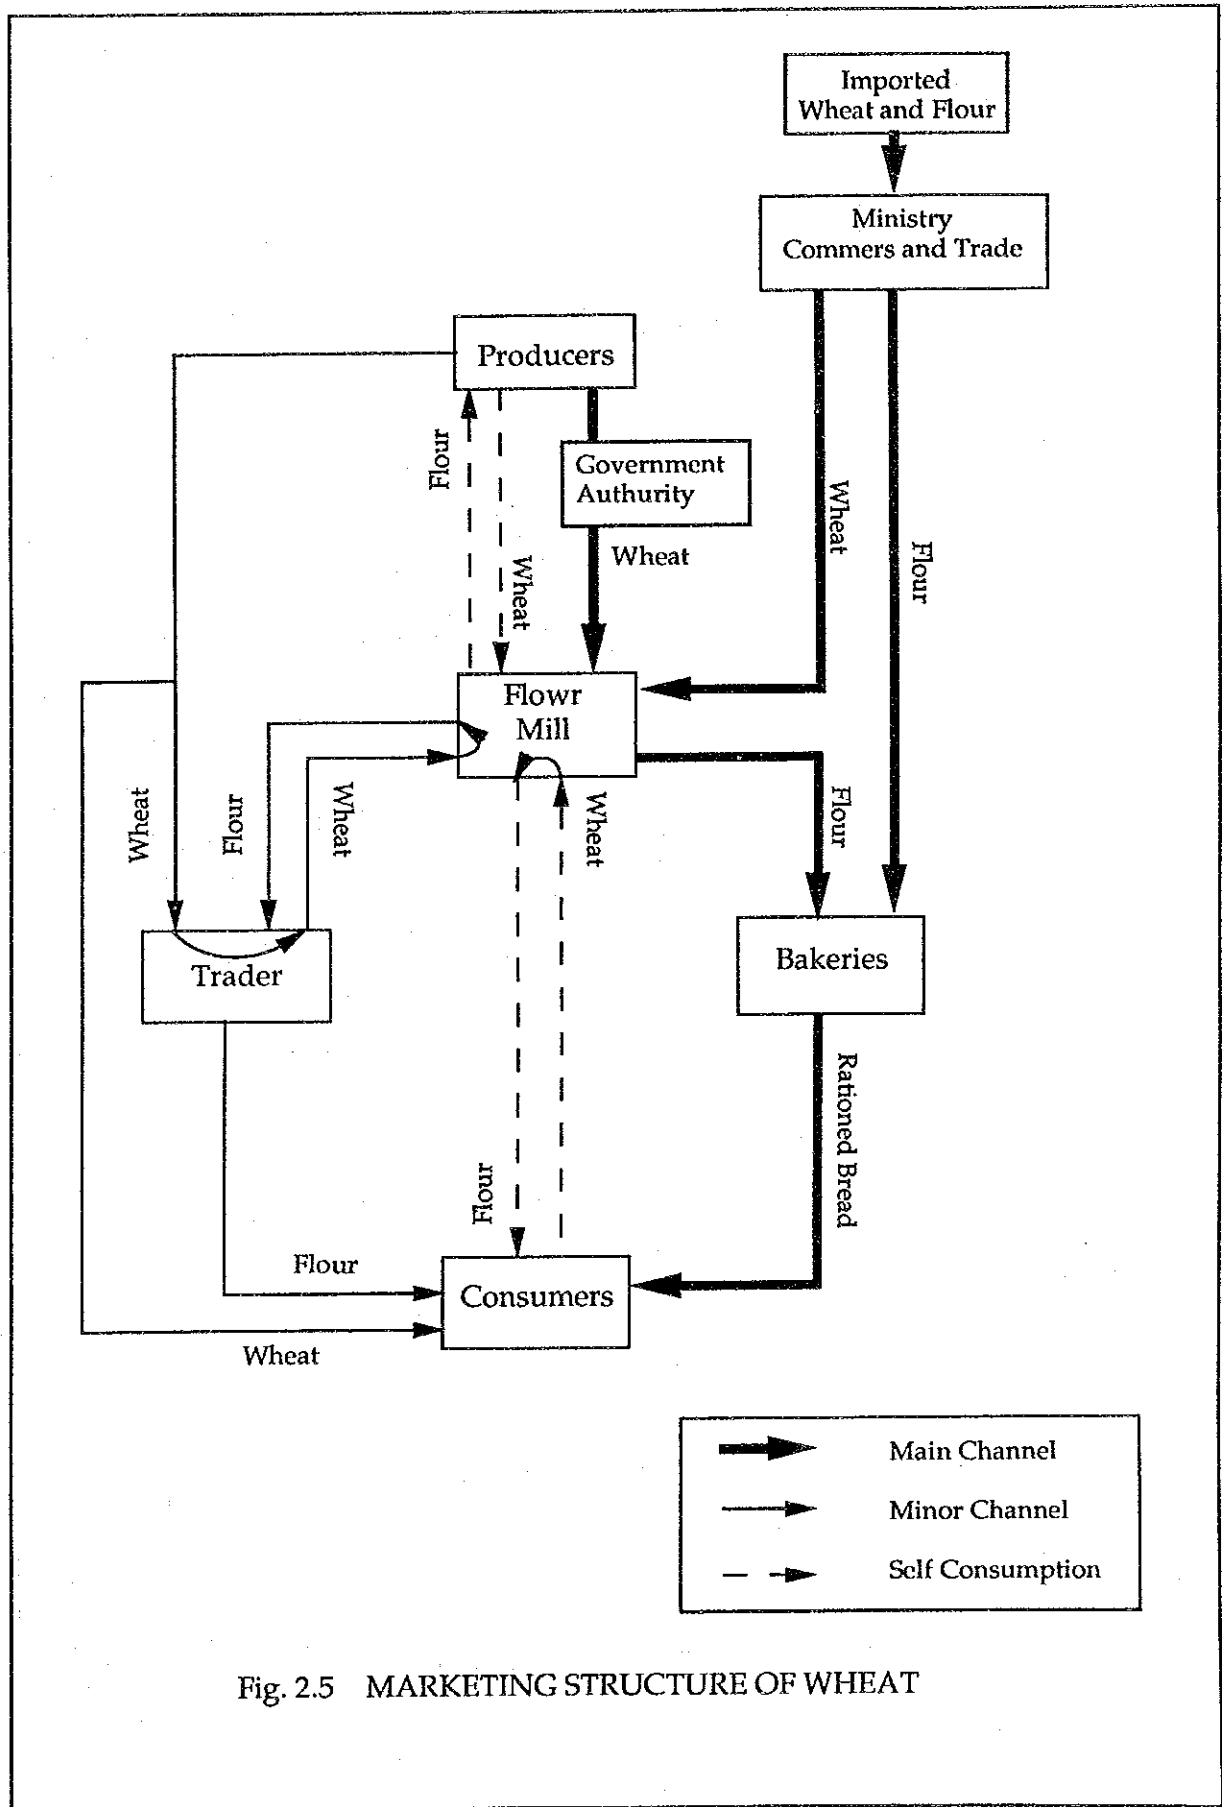 Imported
Wheat and Flour
Ministry
Commers and Trade
Producers
Flour
Wheat
Government
Authurity
Wheat
Wheat
Flour
Flowr
Mill
Wheat
Flour
Wheat
Wheat
Flour
Trader
Bakeries
Flour
Rationed Bread
Flour
Consumers
Wheat
Main Channel
Minor Channel
Self Consumption
Fig. 2.5 MARKETING STRUCTURE OF WHEAT